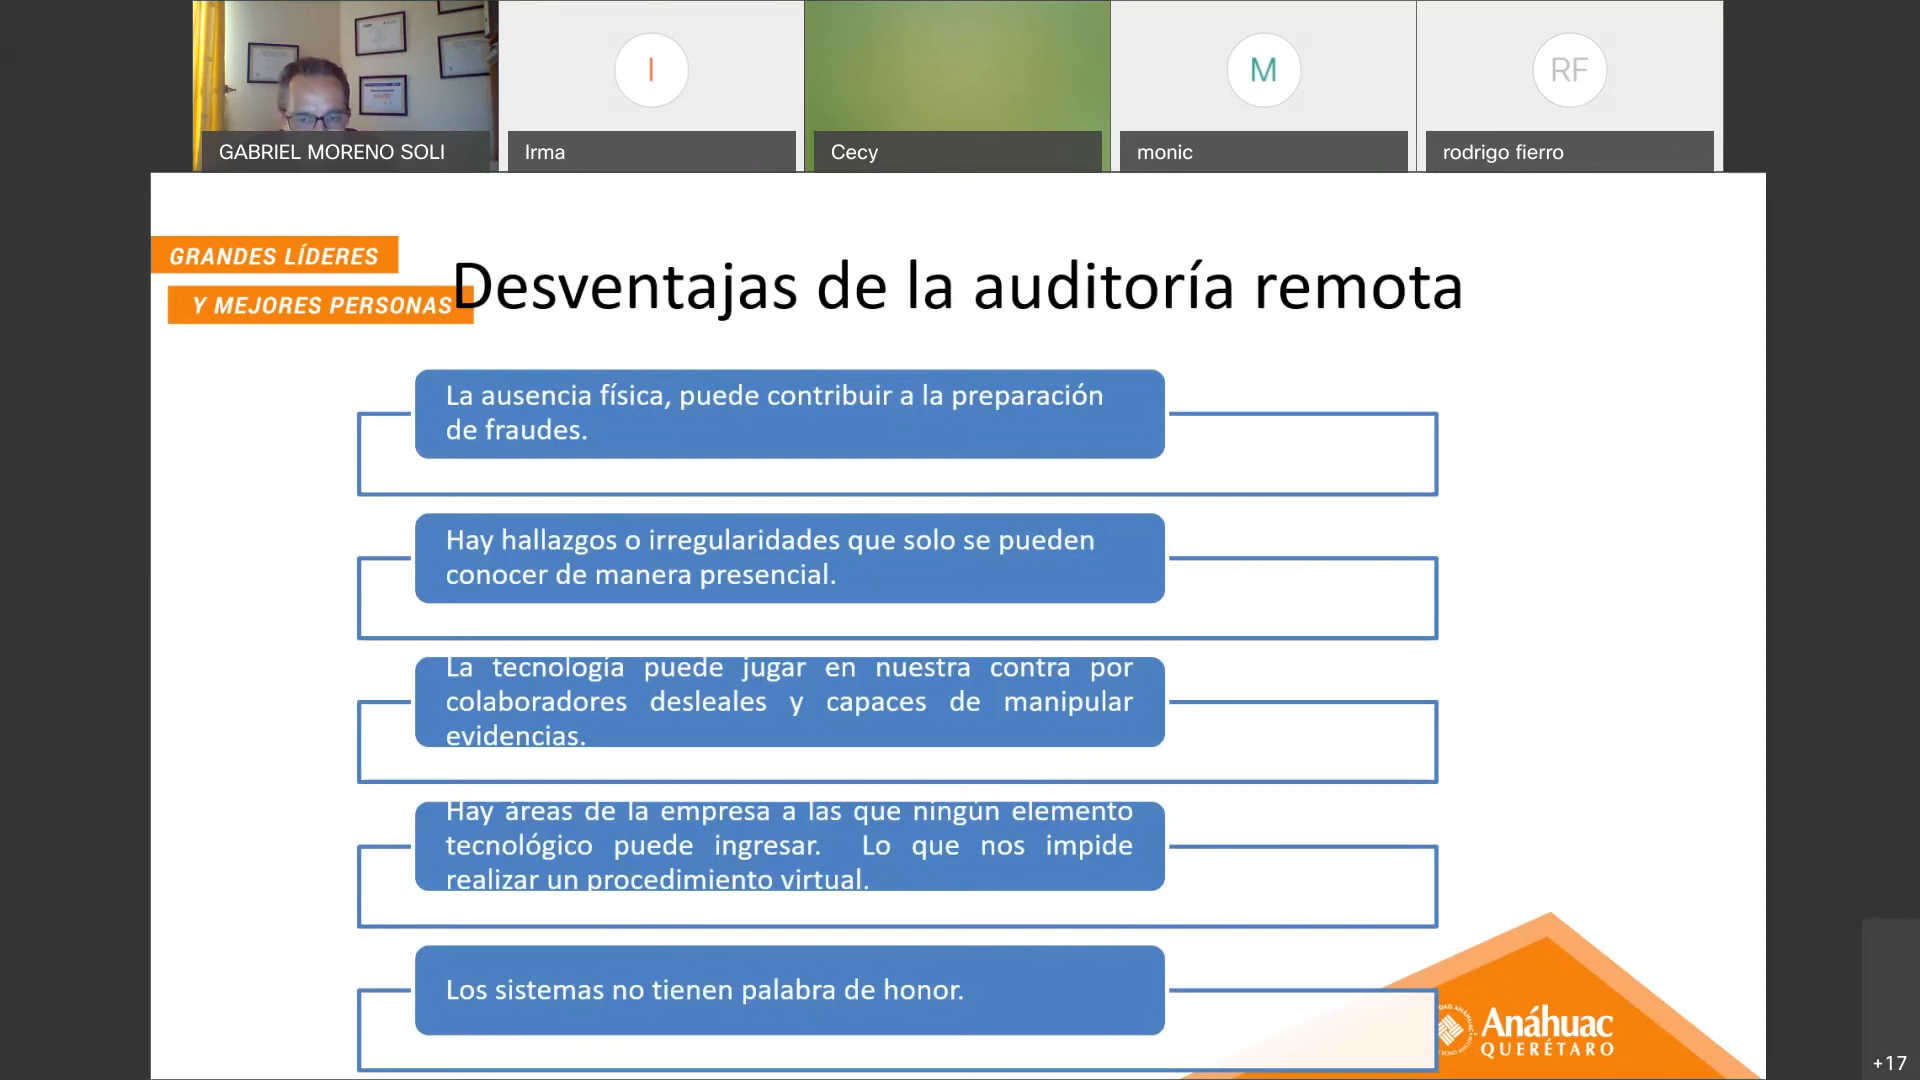 GABRIEL MORENO SOLI
I
Irma
Cecy
M
monic
RF
rodrigo fierro
GRANDES LÍDERES
Y MEJORES PERSONAS
Desventajas de la auditoría remota
La ausencia física, puede contribuir a la preparación
de fraudes.
Hay hallazgos o irregularidades que solo se pueden
conocer de manera presencial.
La tecnología puede jugar en nuestra contra por
colaboradores desleales y capaces de manipular
evidencias.
Hay áreas de la empresa a las que ningún elemento
tecnológico puede ingresar. Lo que nos impide
realizar un procedimiento virtual.
Los sistemas no tienen palabra de honor.
Anáhuac
QUERÉTARO
+17